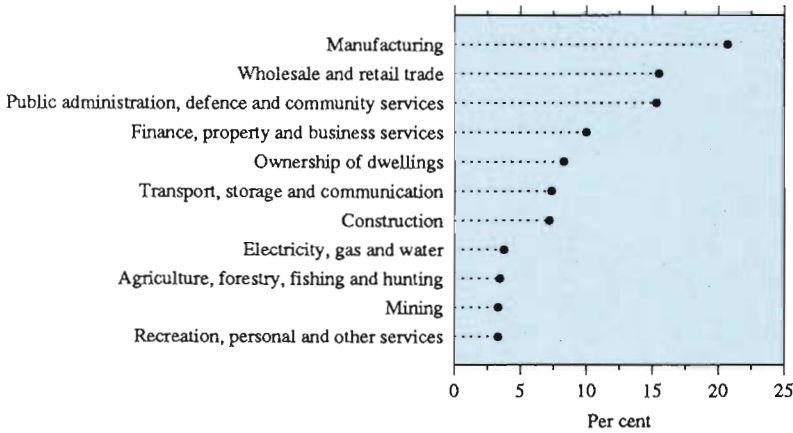 Manufacturing
Wholesale and retail trade
Public administration, defence and community services
Finance, property and business services
Ownership of dwellings
Transport, storage and communication
Construction
Electricity, gas and water
Agriculture, forestry, fishing and hunting
Mining
Recreation, personal and other services
0 5 10 15 20 25
Per cent